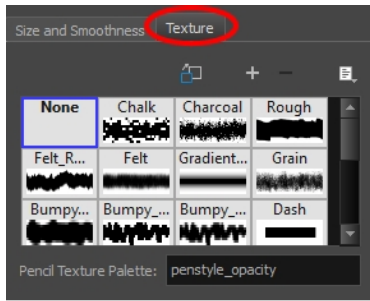 Size and Smoothness Texture
None Chalk Charcoal Rough
Felt_R... Felt Gradient... Grain
Bumpy... Bumpy_... Bumpy_... Dash
Pencil Texture Palette: penstyle_opacity